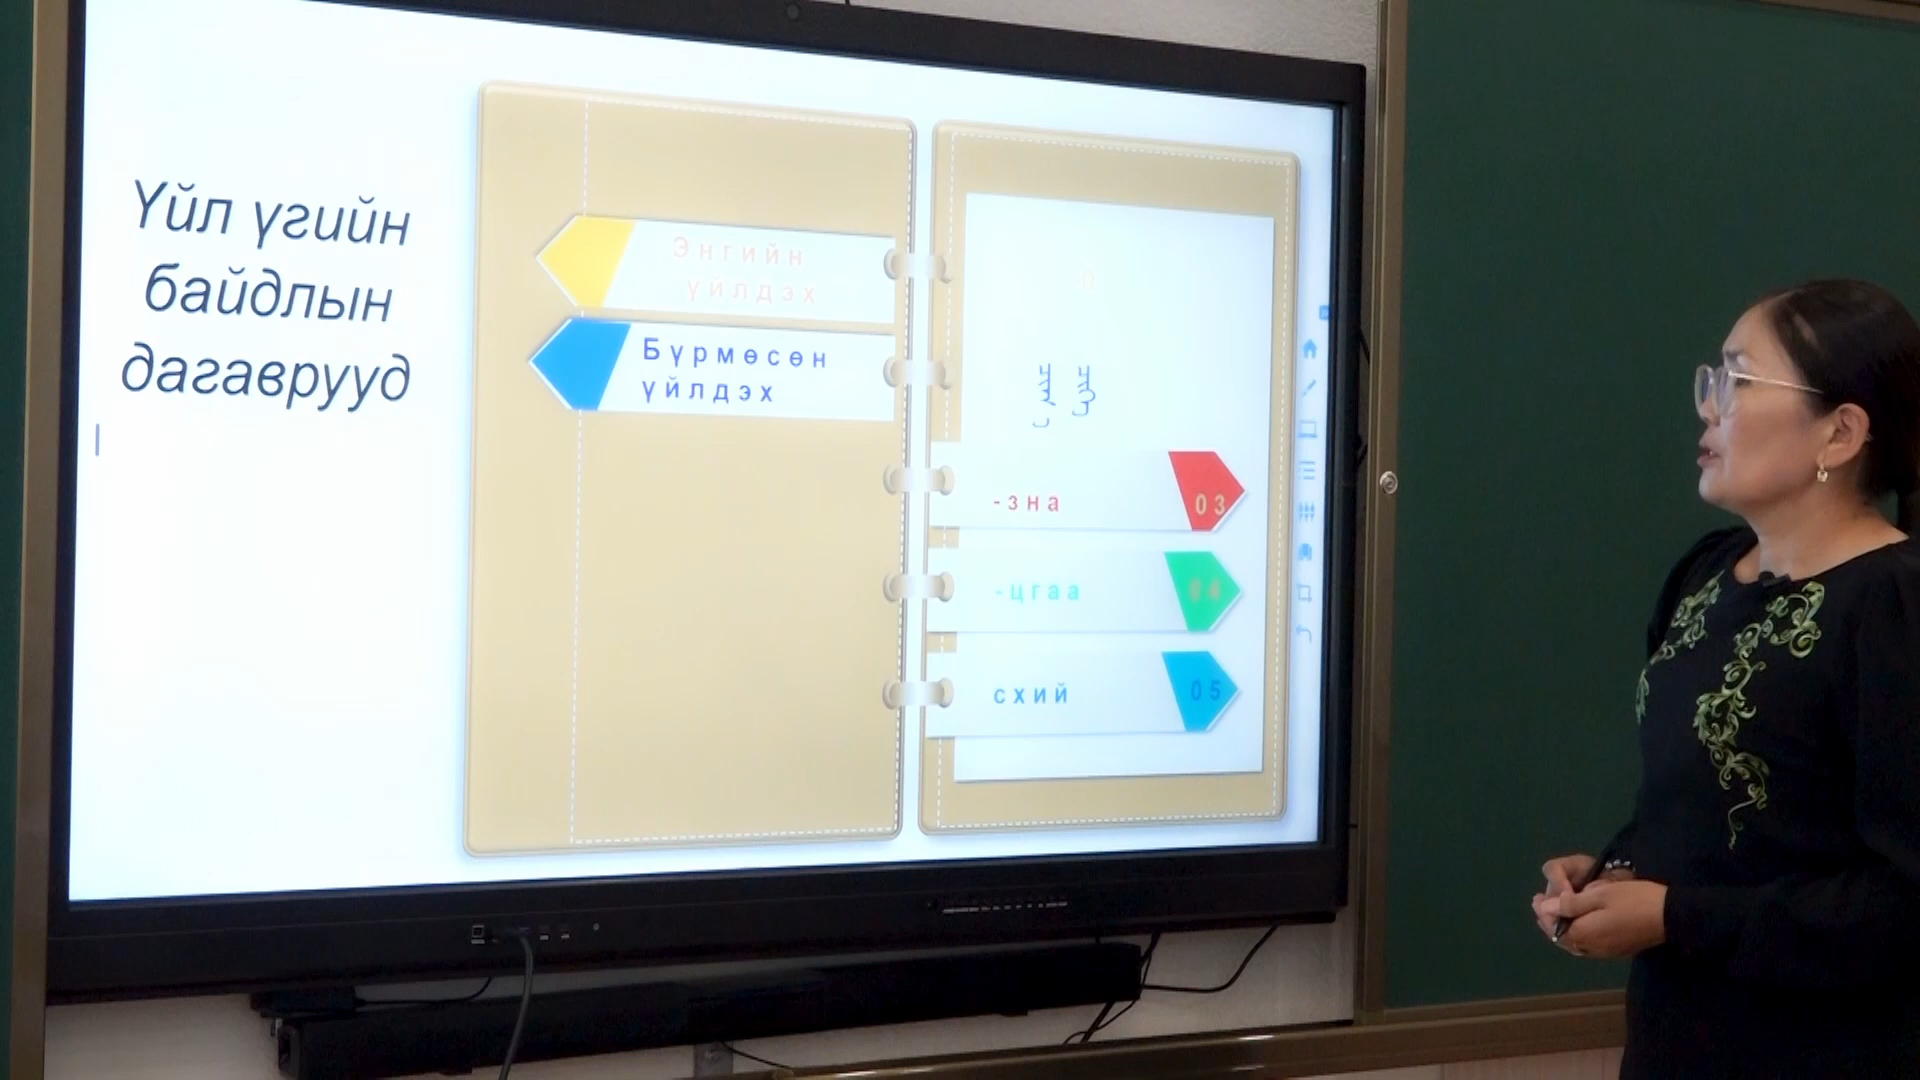 Үйл үгийн
байдлын
дагаврууд
Энгийн
үйлдэх
Бүрмөсөн
үйлдэх
-зна
03
-цгаа
схий
05